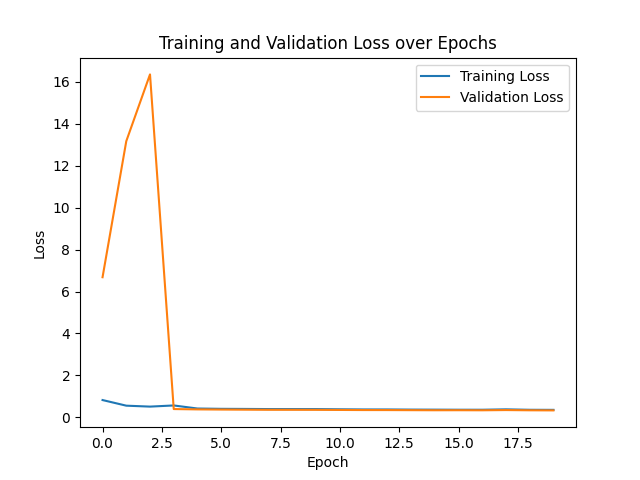 Training and Validation Loss over Epochs
Training Loss
Validation Loss
16
14
12
10
8
6
4
2
0
Loss
0.0 2.5 5.0 7.5 10.0 12.5 15.0 17.5
Epoch